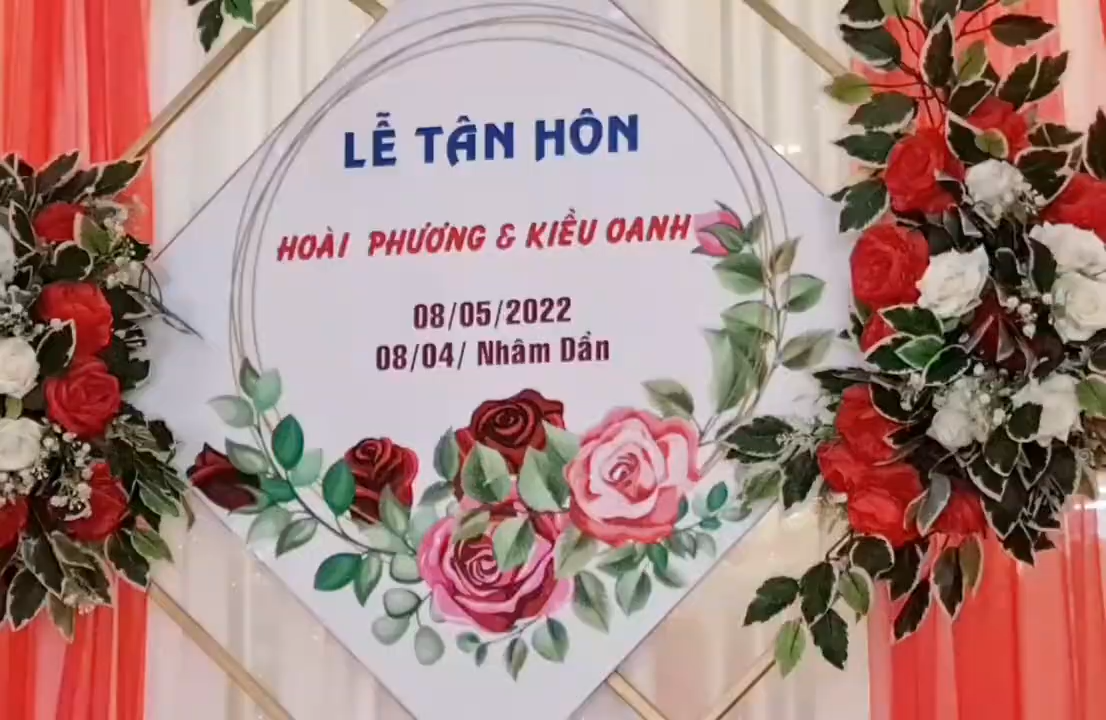 LỄ TÂN HÔN
HOÀI PHƯƠNG & KIỀU OANH
08/05/2022
08/04/ Nhâm Dần